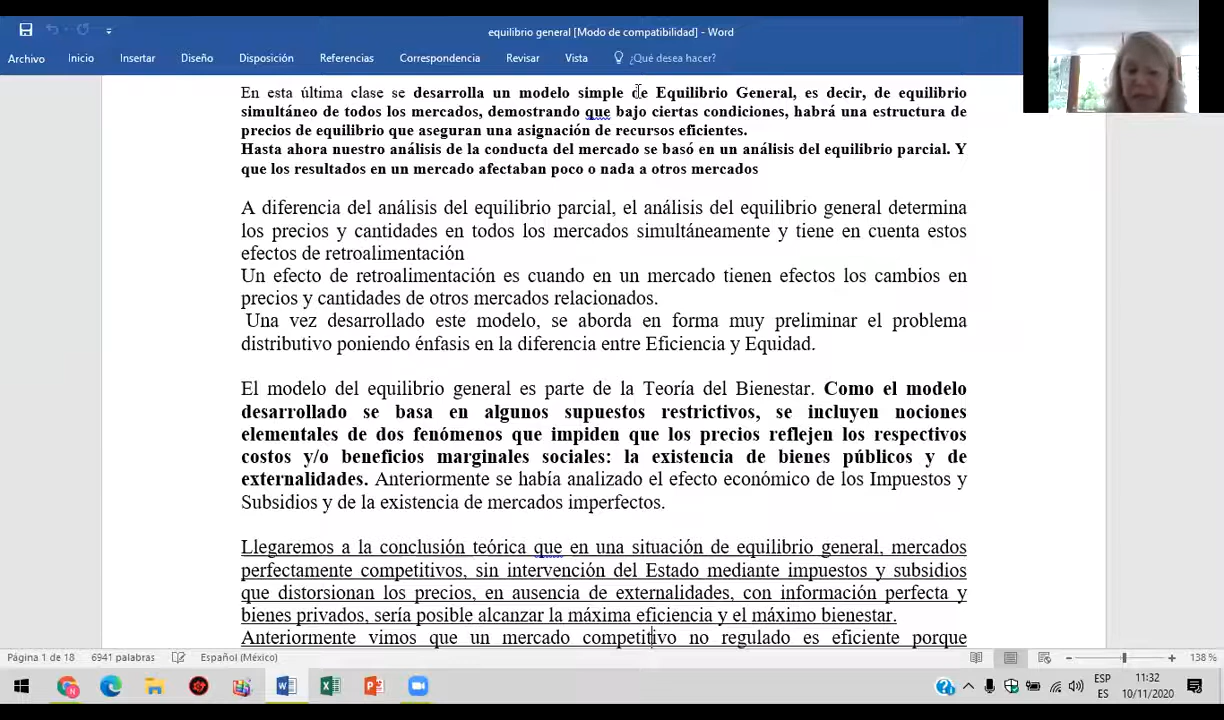 equilibrio general [Modo de compatibilidad] - Word
Archivo Inicio Insertar Diseño Disposición Referencias Correspondencia Revisar Vista ¿Qué desea hacer?
En esta última clase se desarrolla un modelo simple de Equilibrio General, es decir, de equilibrio
simultáneo de todos los mercados, demostrando que bajo ciertas condiciones, habrá una estructura de
precios de equilibrio que aseguran una asignación de recursos eficientes.
Hasta ahora nuestro análisis de la conducta del mercado se basó en un análisis del equilibrio parcial. Y
que los resultados en un mercado afectaban poco o nada a otros mercados
A diferencia del análisis del equilibrio parcial, el análisis del equilibrio general determina
los precios y cantidades en todos los mercados simultáneamente y tiene en cuenta estos
efectos de retroalimentación
Un efecto de retroalimentación es cuando en un mercado tienen efectos los cambios en
precios y cantidades de otros mercados relacionados.
Una vez desarrollado este modelo, se aborda en forma muy preliminar el problema
distributivo poniendo énfasis en la diferencia entre Eficiencia y Equidad.
El modelo del equilibrio general es parte de la Teoría del Bienestar. Como el modelo
desarrollado se basa en algunos supuestos restrictivos, se incluyen nociones
elementales de dos fenómenos que impiden que los precios reflejen los respectivos
costos y/o beneficios marginales sociales: la existencia de bienes públicos y de
externalidades. Anteriormente se había analizado el efecto económico de los Impuestos y
Subsidios y de la existencia de mercados imperfectos.
Llegaremos a la conclusión teórica que en una situación de equilibrio general, mercados
perfectamente competitivos, sin intervención del Estado mediante impuestos y subsidios
que distorsionan los precios, en ausencia de externalidades, con información perfecta y
bienes privados, sería posible alcanzar la máxima eficiencia y el máximo bienestar.
Anteriormente vimos que un mercado competitivo no regulado es eficiente porque
Página 1 de 18 6941 palabras Español (México) 138 %
ESP 11:32
ES 10/11/2020